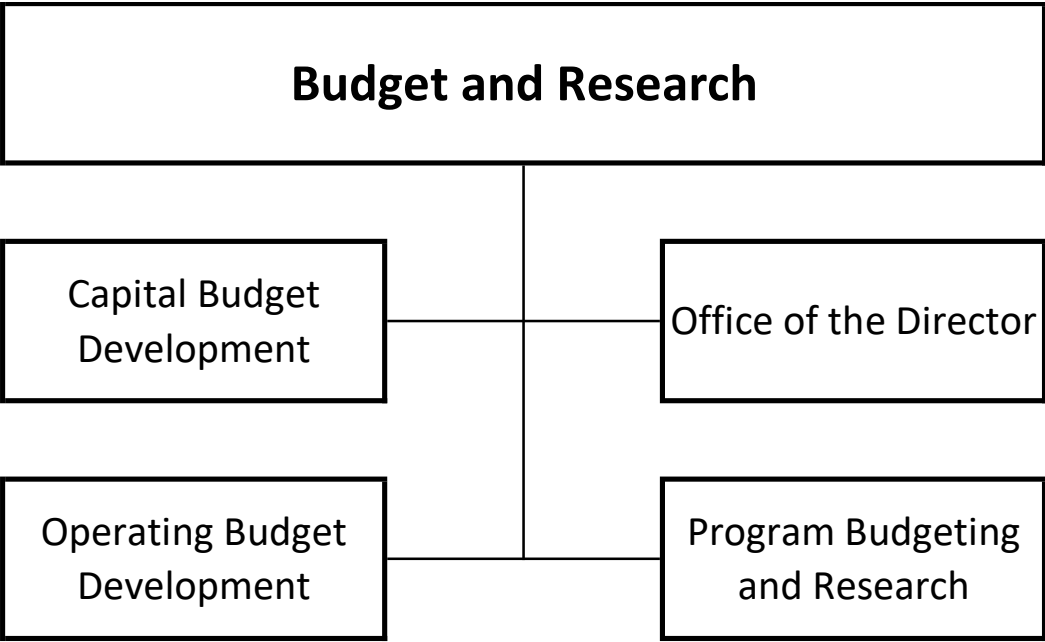 Budget and Research
Capital Budget
Development
Office of the Director
Operating Budget
Development
Program Budgeting
and Research